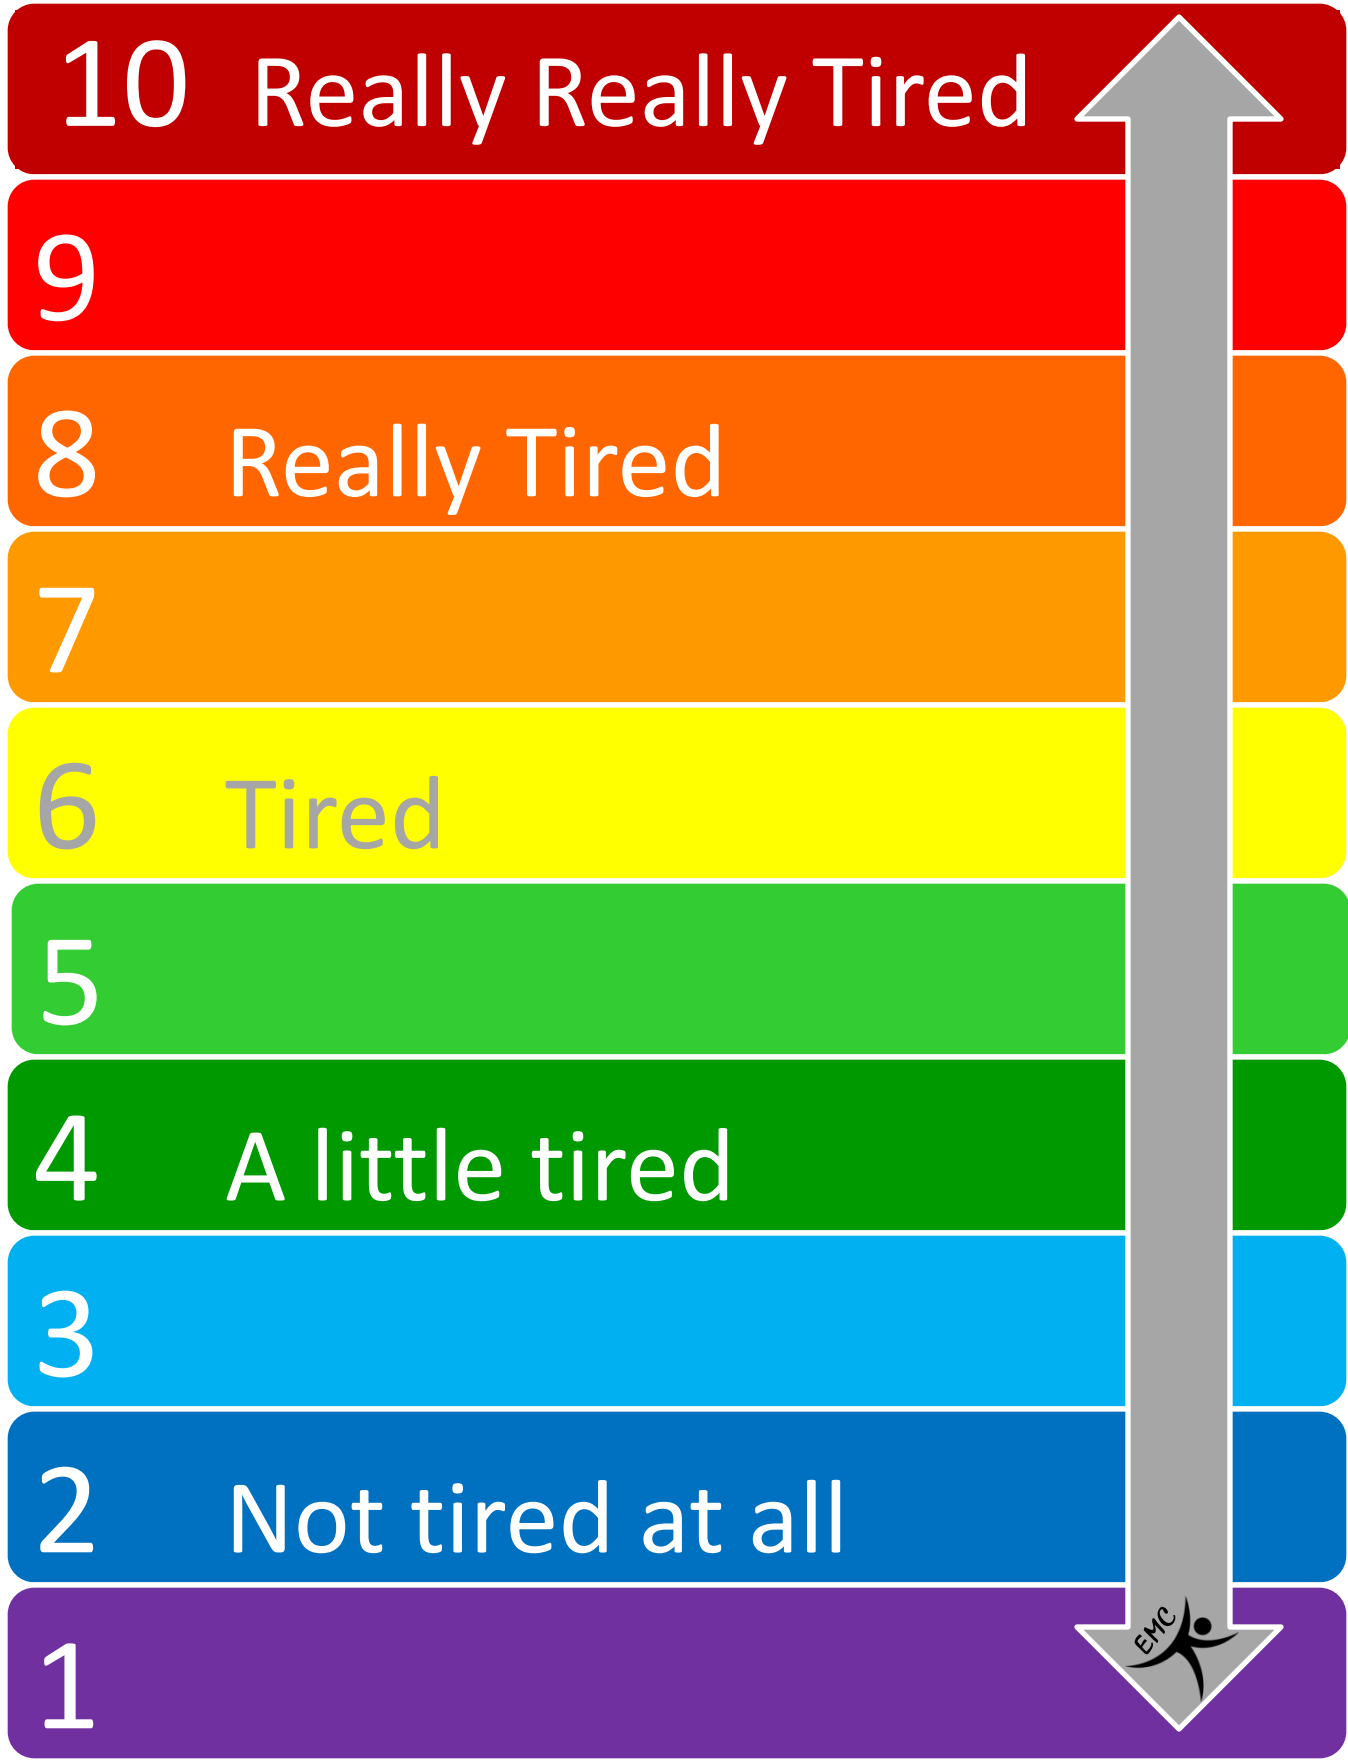 10 Really Really Tired
9
8 Really Tired
7
6 Tired
5
4 A little tired
3
2 Not tired at all
1
EMC